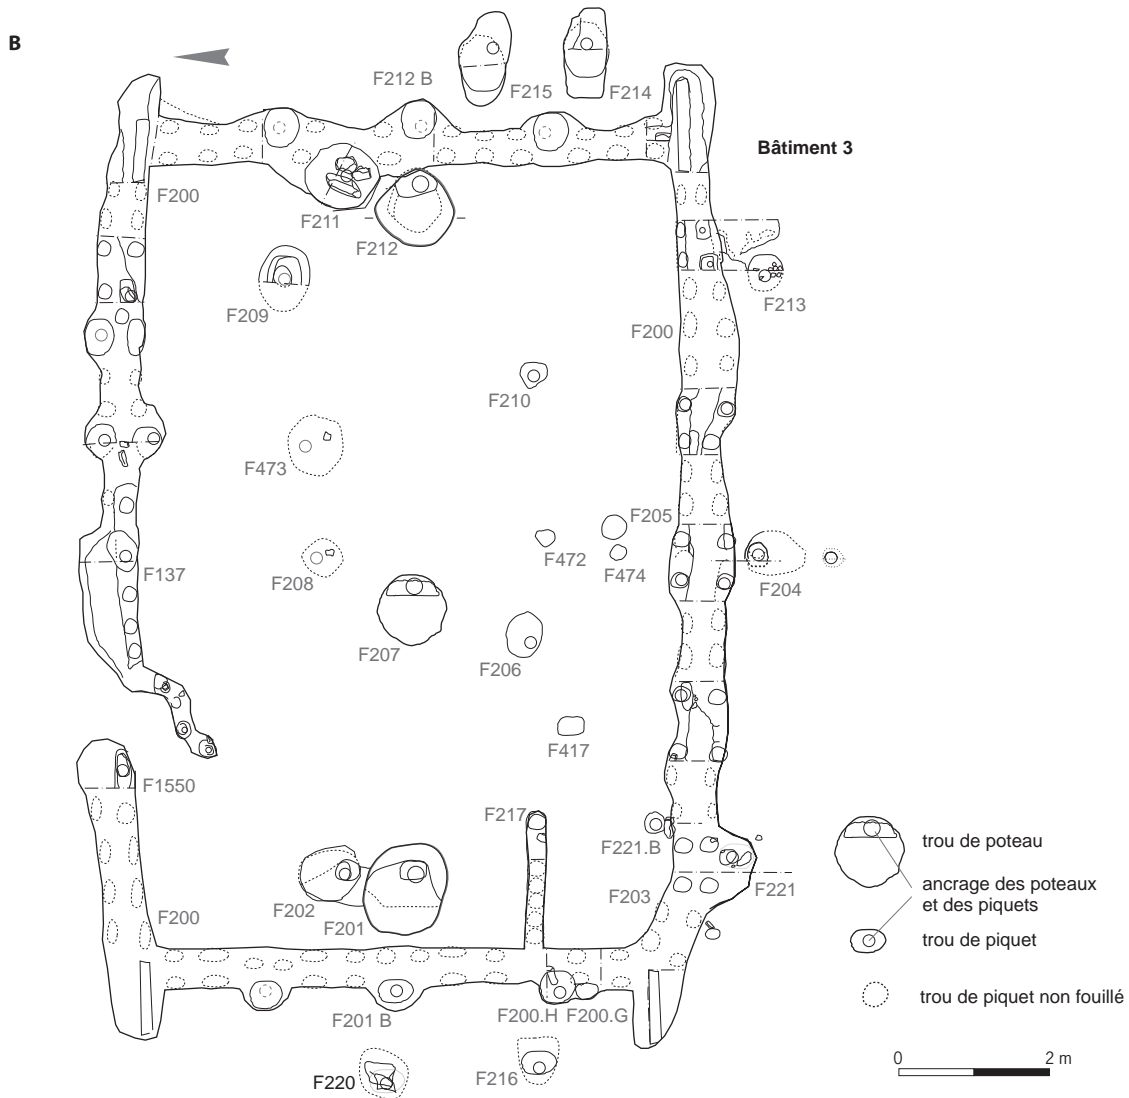 B
F212 B
F215
F214
Bâtiment 3
F200
F211
F212
F213
F209
F200
F210
F473
F205
F472
F474
F137
F208
F204
F207
F206
F417
F1550
F217
trou de poteau
F221.B
F221
ancrage des poteaux
et des piquets
F202
F203
F200
F201
trou de piquet
trou de piquet non fouillé
F201 B
F200.H
F200.G
0
2 m
F220
F216